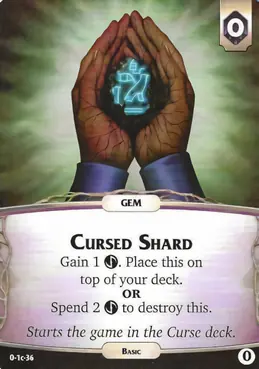 0
GEM
CURSED SHARD
Gain 1 . Place this on
top of your deck.
OR
Spend 2 to destroy this.
Starts the game in the Curse deck.
0-1c-36
BASIC
0